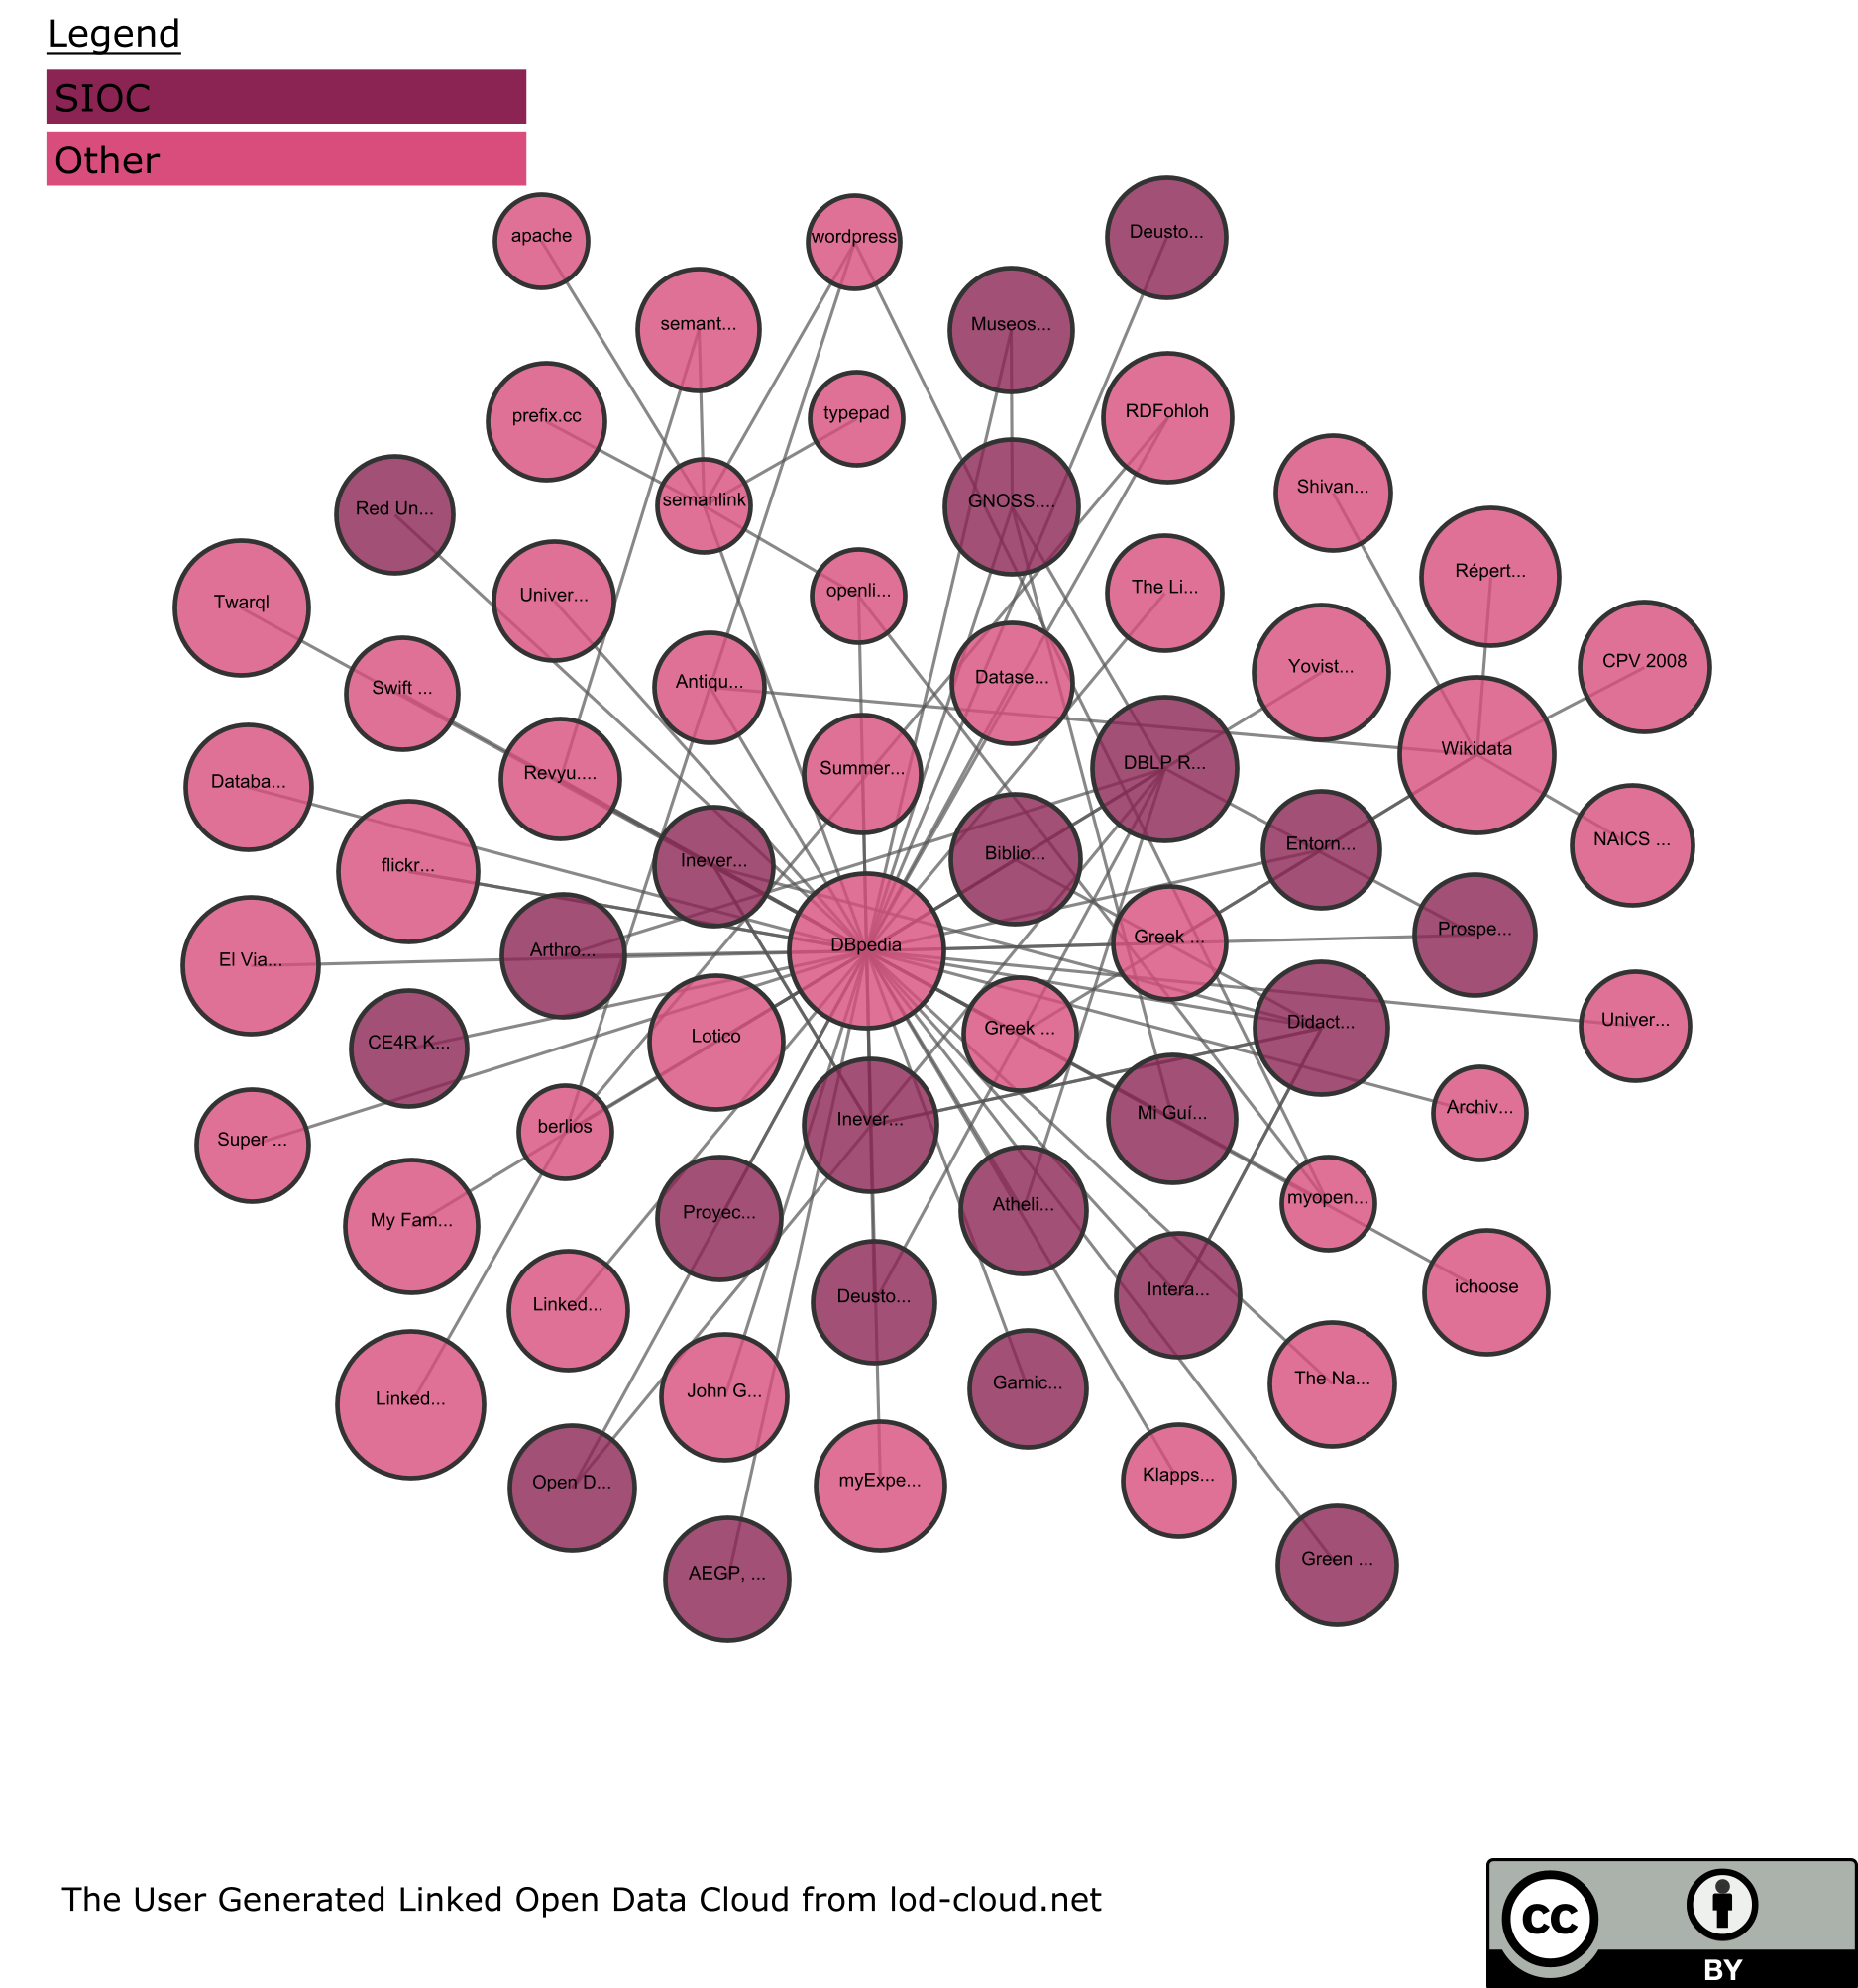 Legend
SIOC
Other
apache
wordpress
Deusto...
semant...
Museos...
prefix.cc
typepad
RDFohloh
Red Un...
semanlink
GNOSS....
Shivan...
Twarql
Univer...
openli...
The Li...
Répert...
Swift ...
Antiqu...
Datase...
Yovist...
CPV 2008
Databa...
Revyu....
Summer...
DBLP R...
Wikidata
flickr...
Inever...
Biblio...
Entorn...
NAICS ...
El Via...
Arthro...
DBpedia
Greek ...
Prospe...
CE4R K...
Lotico
Greek ...
Didact...
Univer...
Super ...
berlios
Inever...
Mi Guí...
Archiv...
My Fam...
Proyec...
Atheli...
myopen...
Linked...
Deusto...
Intera...
ichoose
Linked...
John G...
Garnic...
The Na...
Open D...
myExpe...
Klapps...
AEGP, ...
Green ...
The User Generated Linked Open Data Cloud from lod-cloud.net
cc
BY